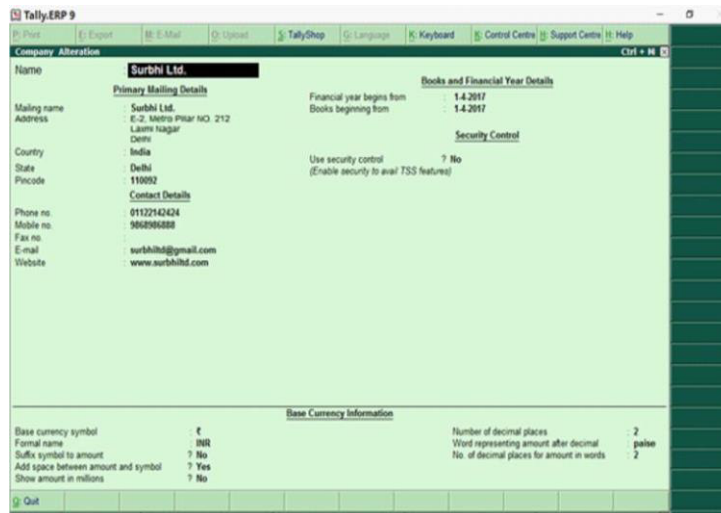 Tally.ERP 9
P: Print E: Export M: E-Mail O: Upload S: TallyShop G: Language K: Keyboard K: Control Centre H: Support Centre H: Help
Company Alteration Ctrl + M
Name : Surbhi Ltd.
Primary Mailing Details
Mailing name : Surbhi Ltd.
Address : E-2, Metro Pillar NO. 212
Laxmi Nagar
Delhi
Country : India
State : Delhi
Pincode : 110092
Contact Details
Phone no. : 01122142424
Mobile no. : 9868986888
Fax no. :
E-mail : surbhiltd@gmail.com
Website : www.surbhiltd.com
Books and Financial Year Details
Financial year begins from : 1-4-2017
Books beginning from : 1-4-2017
Security Control
Use security control ? No
(Enable security to avail TSS features)
Base Currency Information
Base currency symbol : ₹
Formal name : INR
Suffix symbol to amount ? No
Add space between amount and symbol ? Yes
Show amount in millions ? No
Number of decimal places : 2
Word representing amount after decimal : paise
No. of decimal places for amount in words : 2
Q: Quit